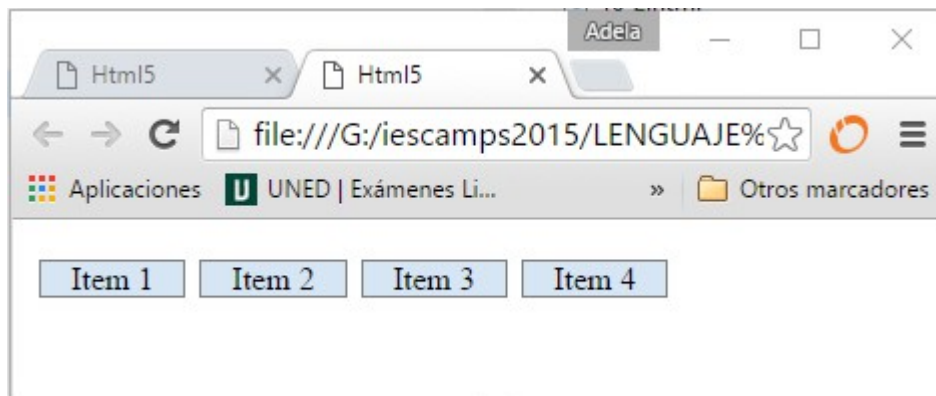 Adela
Html5
Html5
file:///G:/iescamps2015/LENGUAJE%
Aplicaciones
U UNED | Exámenes Li...
»
Otros marcadores
Item 1 Item 2 Item 3 Item 4